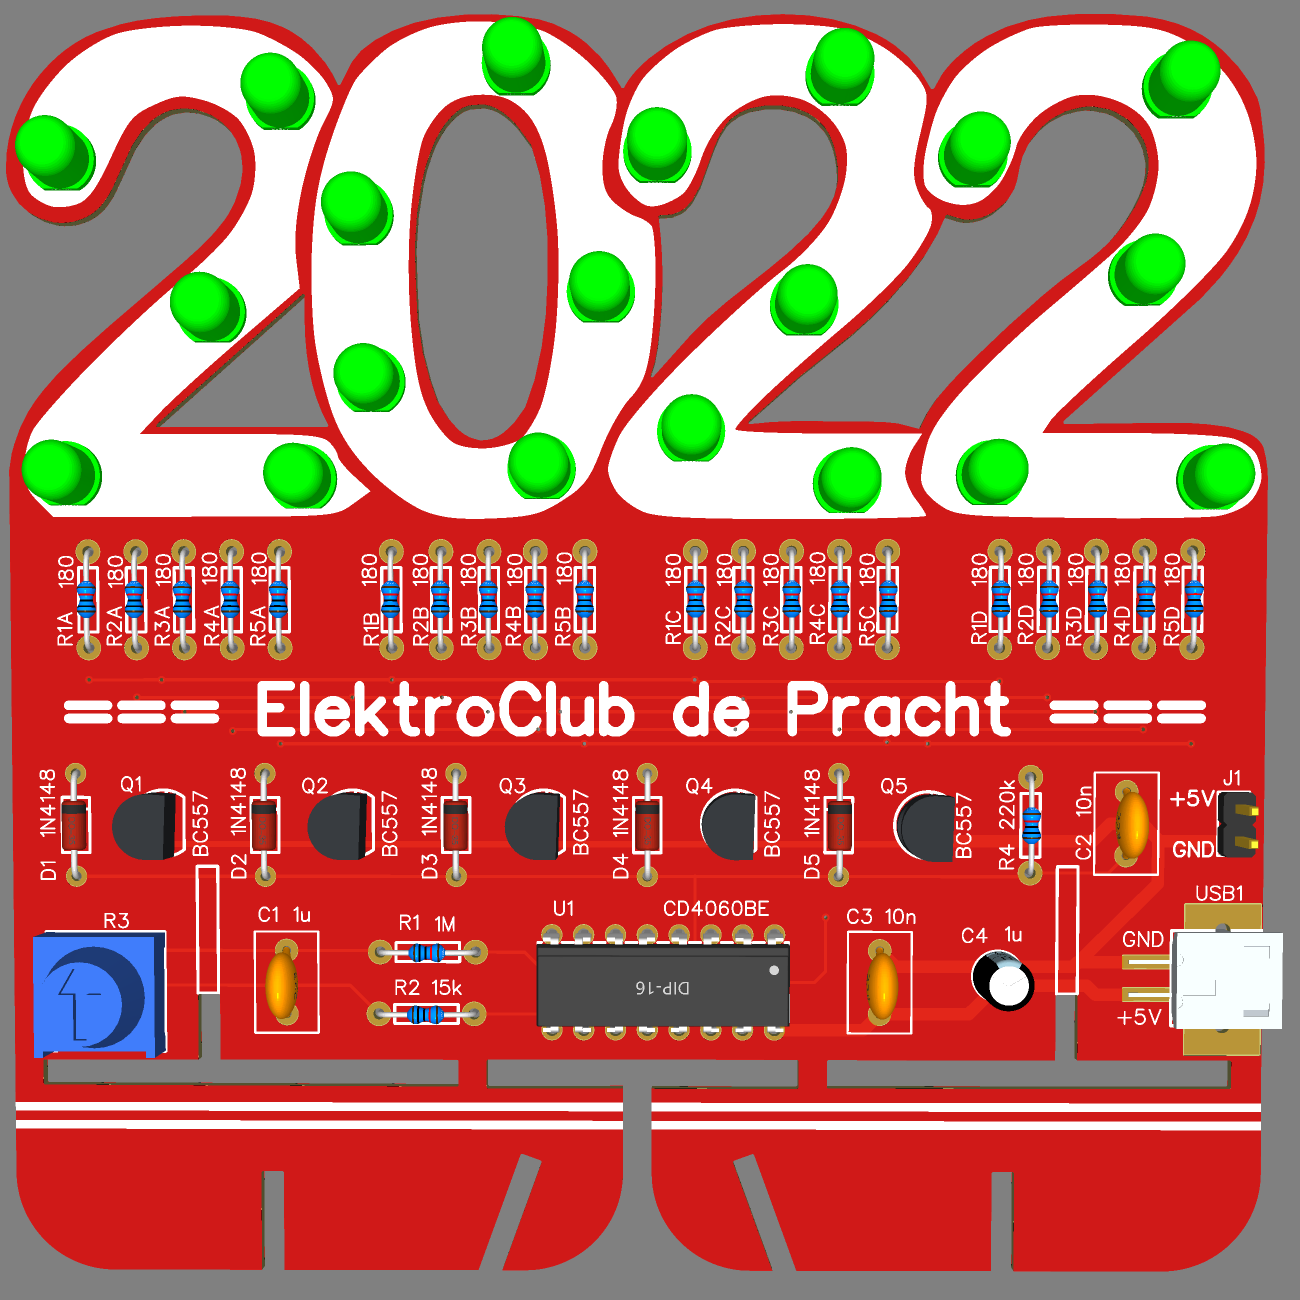 2022
R1A 180 R2A 180 R3A 180 R4A 180 R5A 180 R1B 180 R2B 180 R3B 180 R4B 180 R5B 180 R1C 180 R2C 180 R3C 180 R4C 180 R5C 180 R1D 180 R2D 180 R3D 180 R4D 180 R5D 180
=== ElektroClub de Pracht ===
D1 1N4148 Q1 BC557 D2 1N4148 Q2 BC557 D3 1N4148 Q3 BC557 D4 1N4148 Q4 BC557 D5 1N4148 Q5 BC557 R4 220k C2 10n
J1
+5V
GND
USB1
GND
+5V
R3
C1 1u
R1 1M
R2 15k
U1 CD4060BE
DIP-16
C3 10n
C4 1u